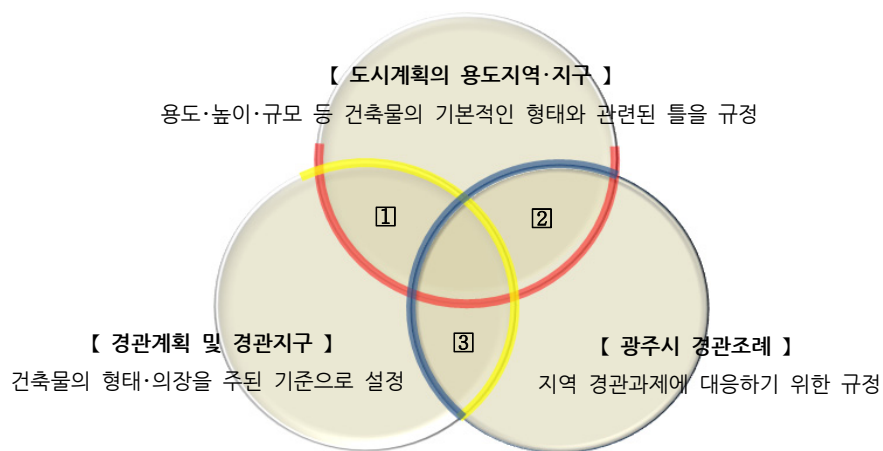 【 도시계획의 용도지역·지구 】
용도·높이·규모 등 건축물의 기본적인 형태와 관련된 틀을 규정
1
2
3
【 경관계획 및 경관지구 】
건축물의 형태·의장을 주된 기준으로 설정
【 광주시 경관조례 】
지역 경관과제에 대응하기 위한 규정